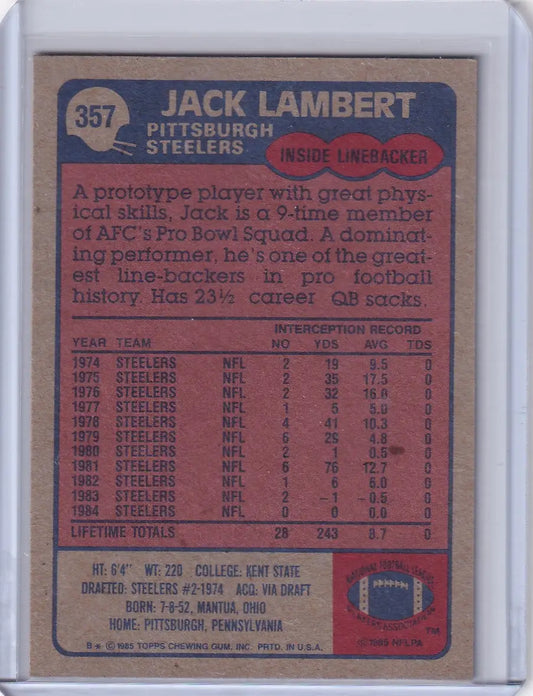 357
JACK LAMBERT
PITTSBURGH
STEELERS
INSIDE LINEBACKER
A prototype player with great phys-
ical skills, Jack is a 9-time member
of AFC's Pro Bowl Squad. A dominat-
ing performer, he's one of the great-
est line-backers in pro football
history. Has 23½ career QB sacks.
INTERCEPTION RECORD
YEAR TEAM NO YDS AVG TDS
1974 STEELERS NFL 2 19 9.5 0
1975 STEELERS NFL 2 35 17.5 0
1976 STEELERS NFL 2 32 16.0 0
1977 STEELERS NFL 1 5 5.0 0
1978 STEELERS NFL 4 41 10.3 0
1979 STEELERS NFL 6 29 4.8 0
1980 STEELERS NFL 2 1 0.5 0
1981 STEELERS NFL 6 76 12.7 0
1982 STEELERS NFL 1 6 6.0 0
1983 STEELERS NFL 2 -1 -0.5 0
1984 STEELERS NFL 0 0 0.0 0
LIFETIME TOTALS 28 243 8.7 0
HT: 6'4" WT: 220 COLLEGE: KENT STATE
DRAFTED: STEELERS #2-1974 ACQ: VIA DRAFT
BORN: 7-8-52, MANTUA, OHIO
HOME: PITTSBURGH, PENNSYLVANIA
B* © 1985 TOPPS CHEWING GUM, INC. PRTD. IN U.S.A.
NATIONAL FOOTBALL LEAGUE
PLAYERS ASSOCIATION
TM
© 1985 NFLPA